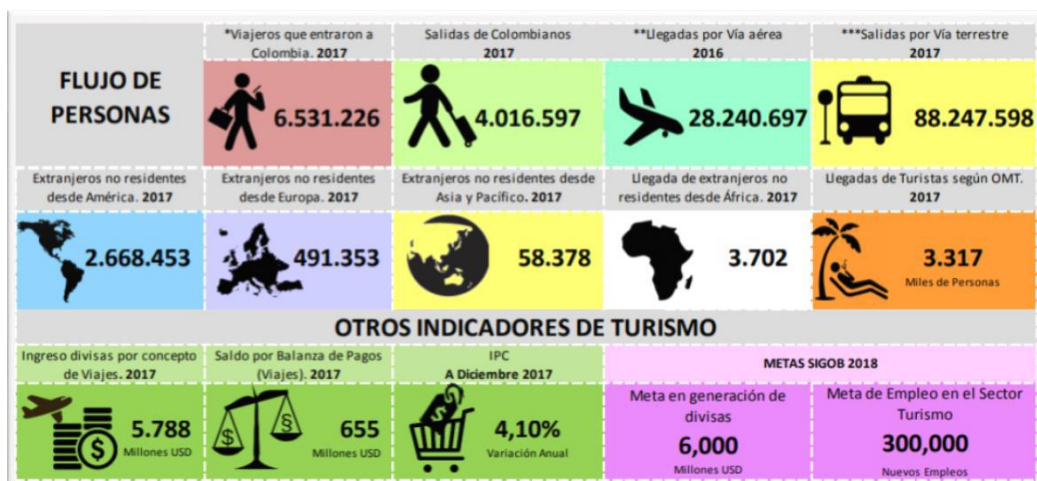 FLUJO DE
PERSONAS
*Viajeros que entraron a
Colombia. 2017
6.531.226
Salidas de Colombianos
2017
4.016.597
**Llegadas por Vía aérea
2016
28.240.697
***Salidas por Vía terrestre
2017
88.247.598
Extranjeros no residentes
desde América. 2017
2.668.453
Extranjeros no residentes
desde Europa. 2017
491.353
Extranjeros no residentes desde
Asia y Pacífico. 2017
58.378
Llegada de extranjeros no
residentes desde África. 2017
3.702
Llegadas de Turistas según OMT.
2017
3.317
Miles de Personas
OTROS INDICADORES DE TURISMO
Ingreso divisas por concepto
de Viajes. 2017
5.788
Millones USD
Saldo por Balanza de Pagos
(Viajes). 2017
655
Millones USD
IPC
A Diciembre 2017
4,10%
Variación Anual
METAS SIGOB 2018
Meta en generación de
divisas
6,000
Millones USD
Meta de Empleo en el Sector
Turismo
300,000
Nuevos Empleos